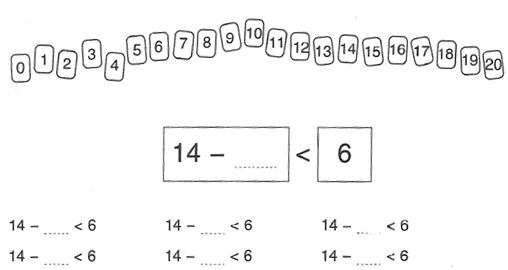 0 1 2 3 4 5 6 7 8 9 10 11 12 13 14 15 16 17 18 19 20
14 – ...... < 6
14 – ..... < 6 14 – ..... < 6 14 – ..... < 6
14 – ..... < 6 14 – ..... < 6 14 – ..... < 6